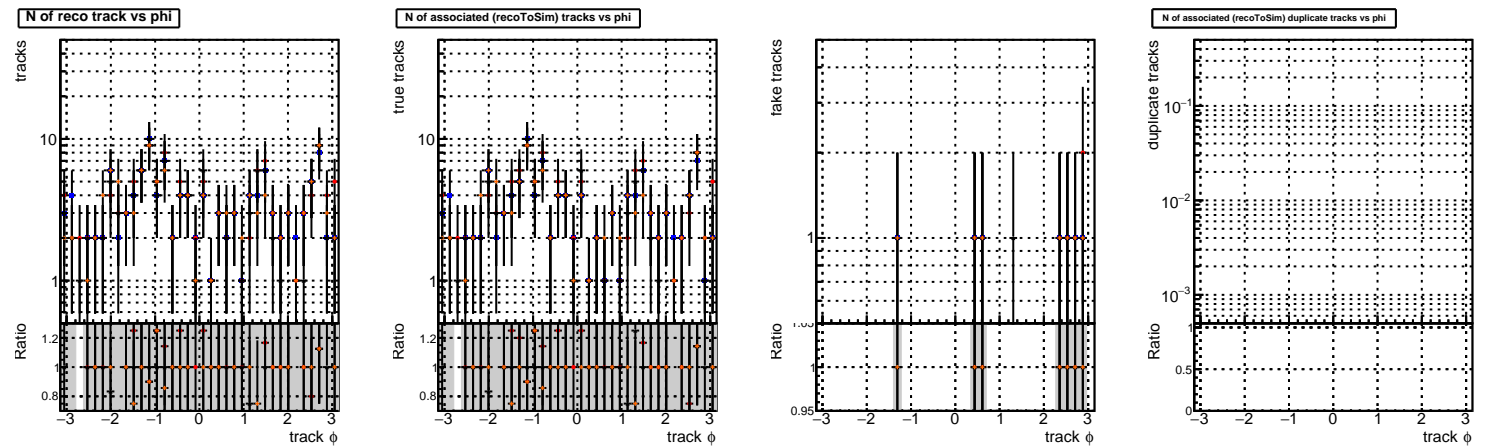 N of reco track vs phi
tracks
10
1
Ratio
1.2
1
0.8
−3 −2 −1 0 1 2 3
track ϕ
N of associated (recoToSim) tracks vs phi
true tracks
10
1
Ratio
1.2
1
0.8
−3 −2 −1 0 1 2 3
track ϕ
fake tracks
1
Ratio
1
0.95
−3 −2 −1 0 1 2 3
track ϕ
N of associated (recoToSim) duplicate tracks vs phi
duplicate tracks
10−1
10−2
10−3
Ratio
1
0.5
0
−3 −2 −1 0 1 2 3
track ϕ